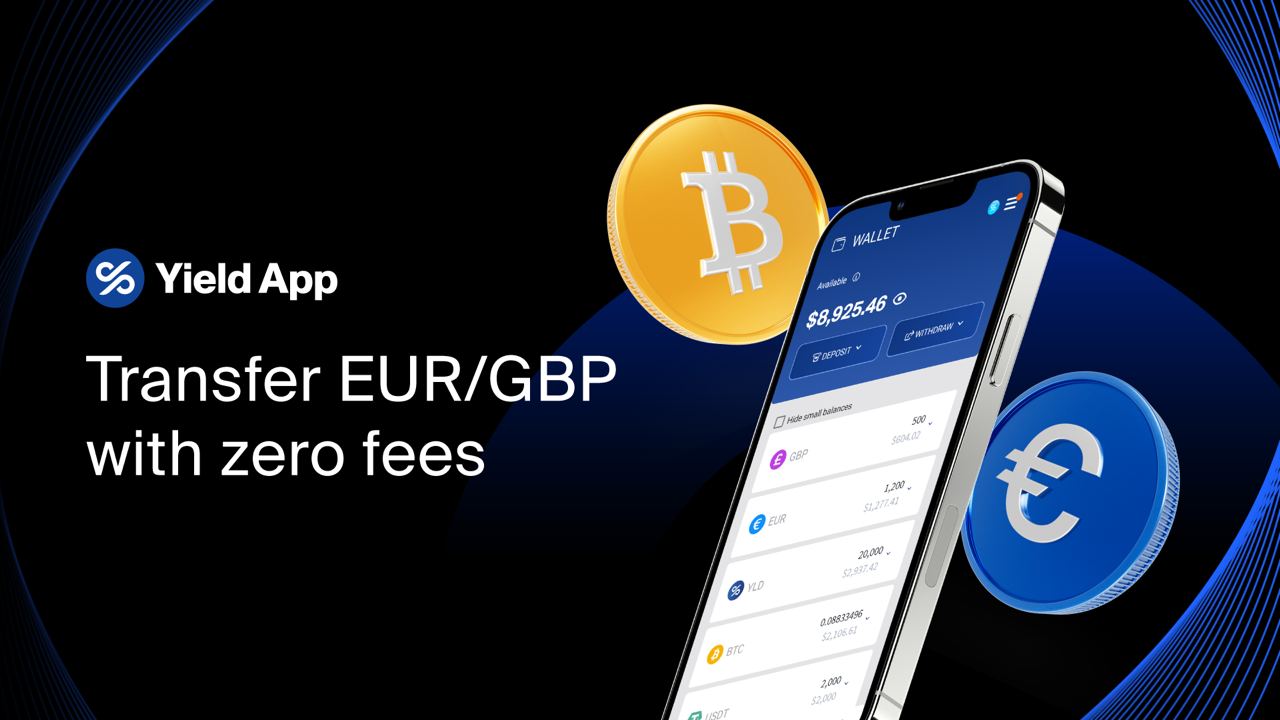 Yield App
Transfer EUR/GBP
with zero fees
WALLET
Available
$8,925.46
DEPOSIT
WITHDRAW
Hide small balances
GBP
500
$604.02
EUR
1,200
$1,277.41
YLD
20,000
$2,937.42
BTC
0.08833496
$2,106.61
USDT
2,000
$2,000